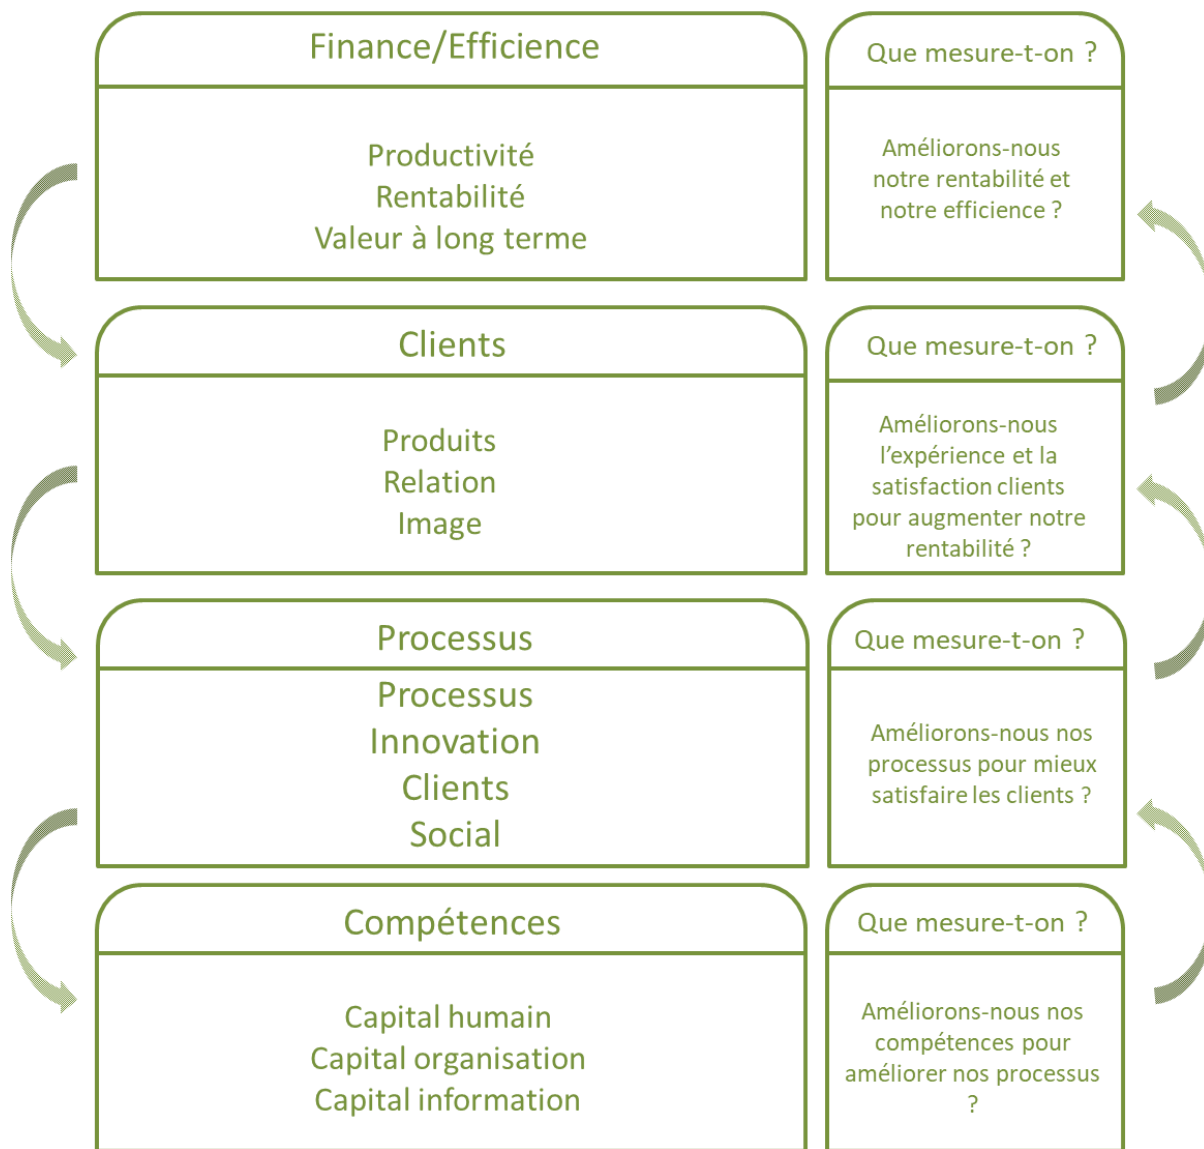 Finance/Efficience
Productivité
Rentabilité
Valeur à long terme
Que mesure-t-on ?
Améliorons-nous
notre rentabilité et
notre efficience ?
Clients
Produits
Relation
Image
Que mesure-t-on ?
Améliorons-nous
l’expérience et la
satisfaction clients
pour augmenter notre
rentabilité ?
Processus
Processus
Innovation
Clients
Social
Que mesure-t-on ?
Améliorons-nous nos
processus pour mieux
satisfaire les clients ?
Compétences
Capital humain
Capital organisation
Capital information
Que mesure-t-on ?
Améliorons-nous nos
compétences pour
améliorer nos processus
?